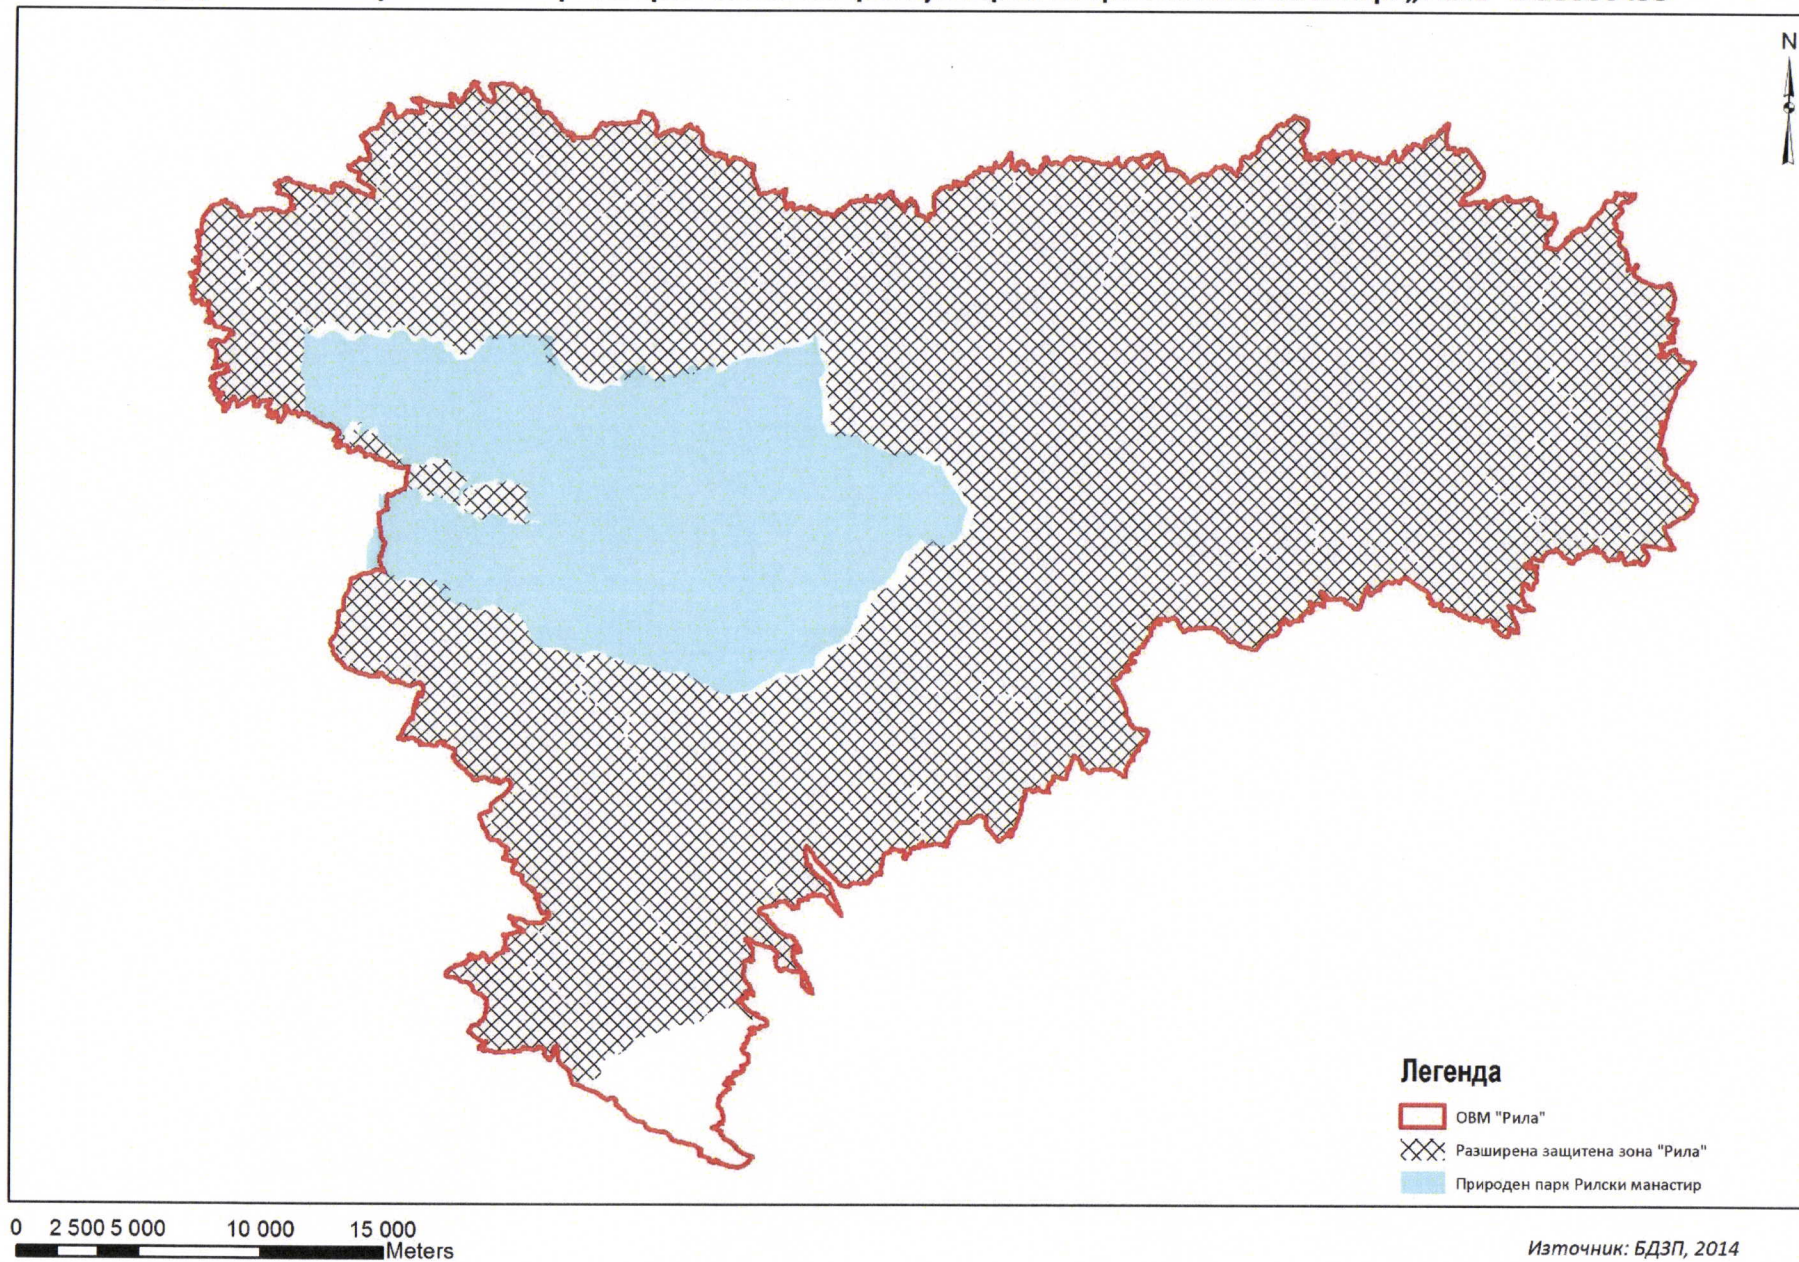 N
Легенда
ОВМ "Рила"
Разширена защитена зона "Рила"
Природен парк Рилски манастир
0 2 500 5 000 10 000 15 000
Meters
Източник: БДЗП, 2014